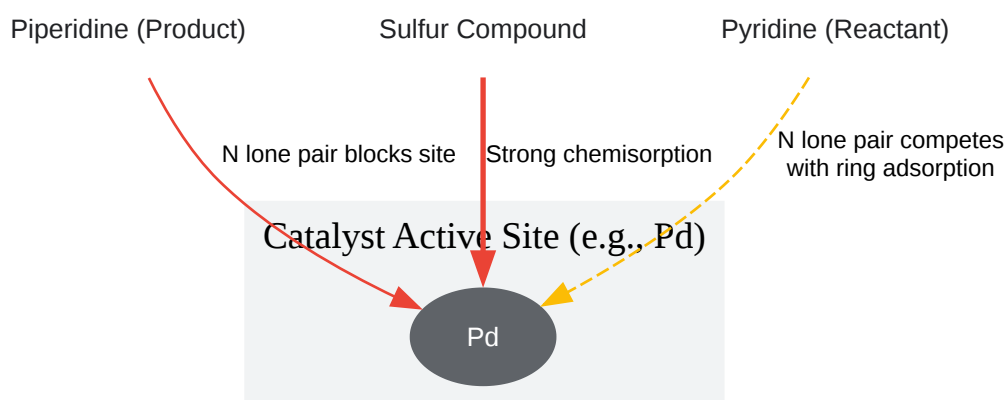 Piperidine (Product)
Sulfur Compound
Pyridine (Reactant)
N lone pair blocks site
Strong chemisorption
N lone pair competes
with ring adsorption
Catalyst Active Site (e.g., Pd)
Pd